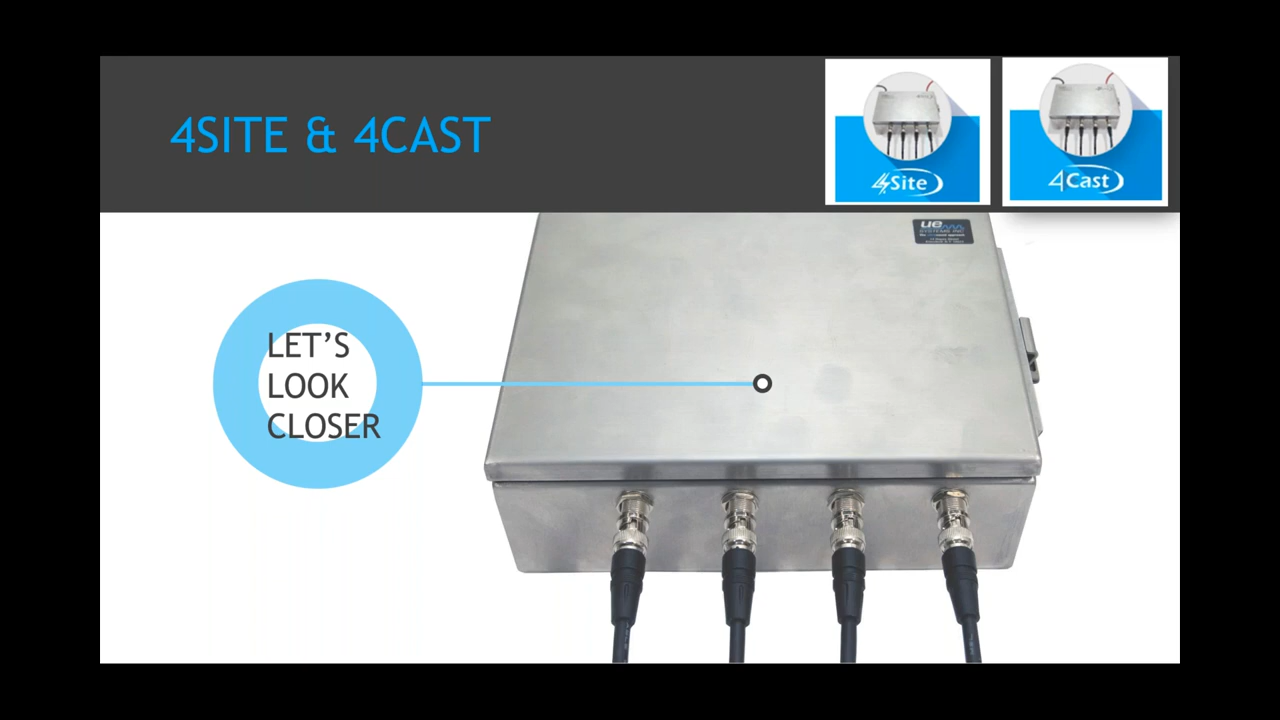 4SITE & 4CAST
4Site
4Cast
ue
SYSTEMS INC
LET'S
LOOK
CLOSER